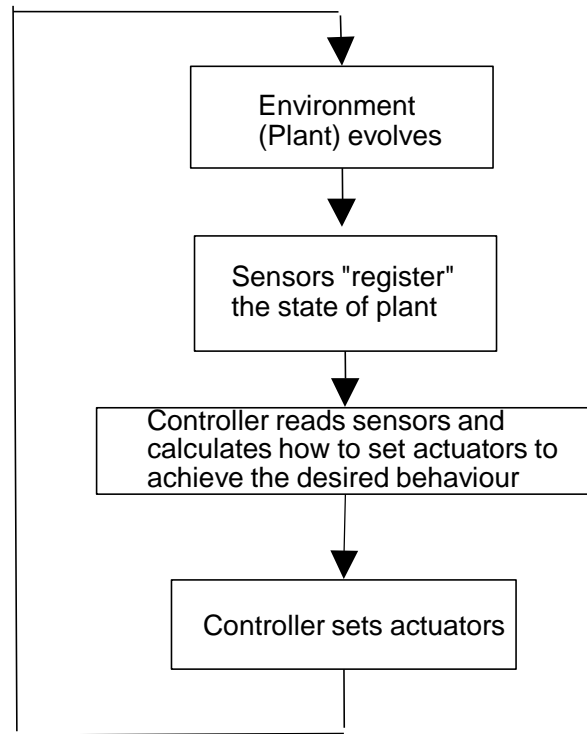 Environment
(Plant) evolves
Sensors "register"
the state of plant
Controller reads sensors and
calculates how to set actuators to
achieve the desired behaviour
Controller sets actuators